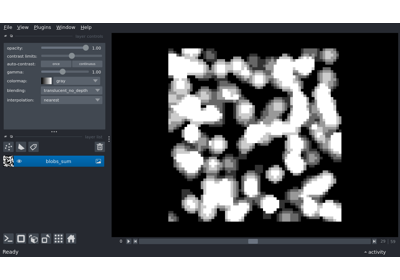 File View Plugins Window Help
opacity: 1.00
contrast limits:
auto-contrast: once continuous
gamma: 1.00
colormap: gray
blending: translucent_no_depth
interpolation: nearest
blobs_sum
Ready
activity